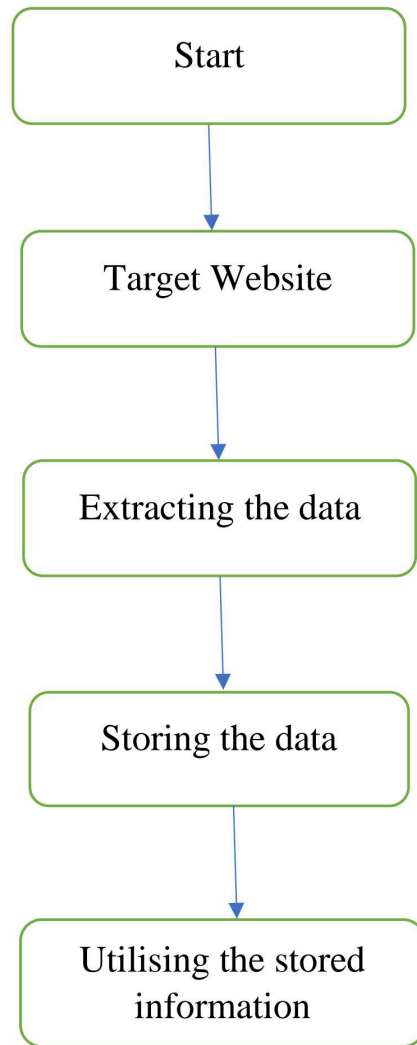 Start
Target Website
Extracting the data
Storing the data
Utilising the stored
information